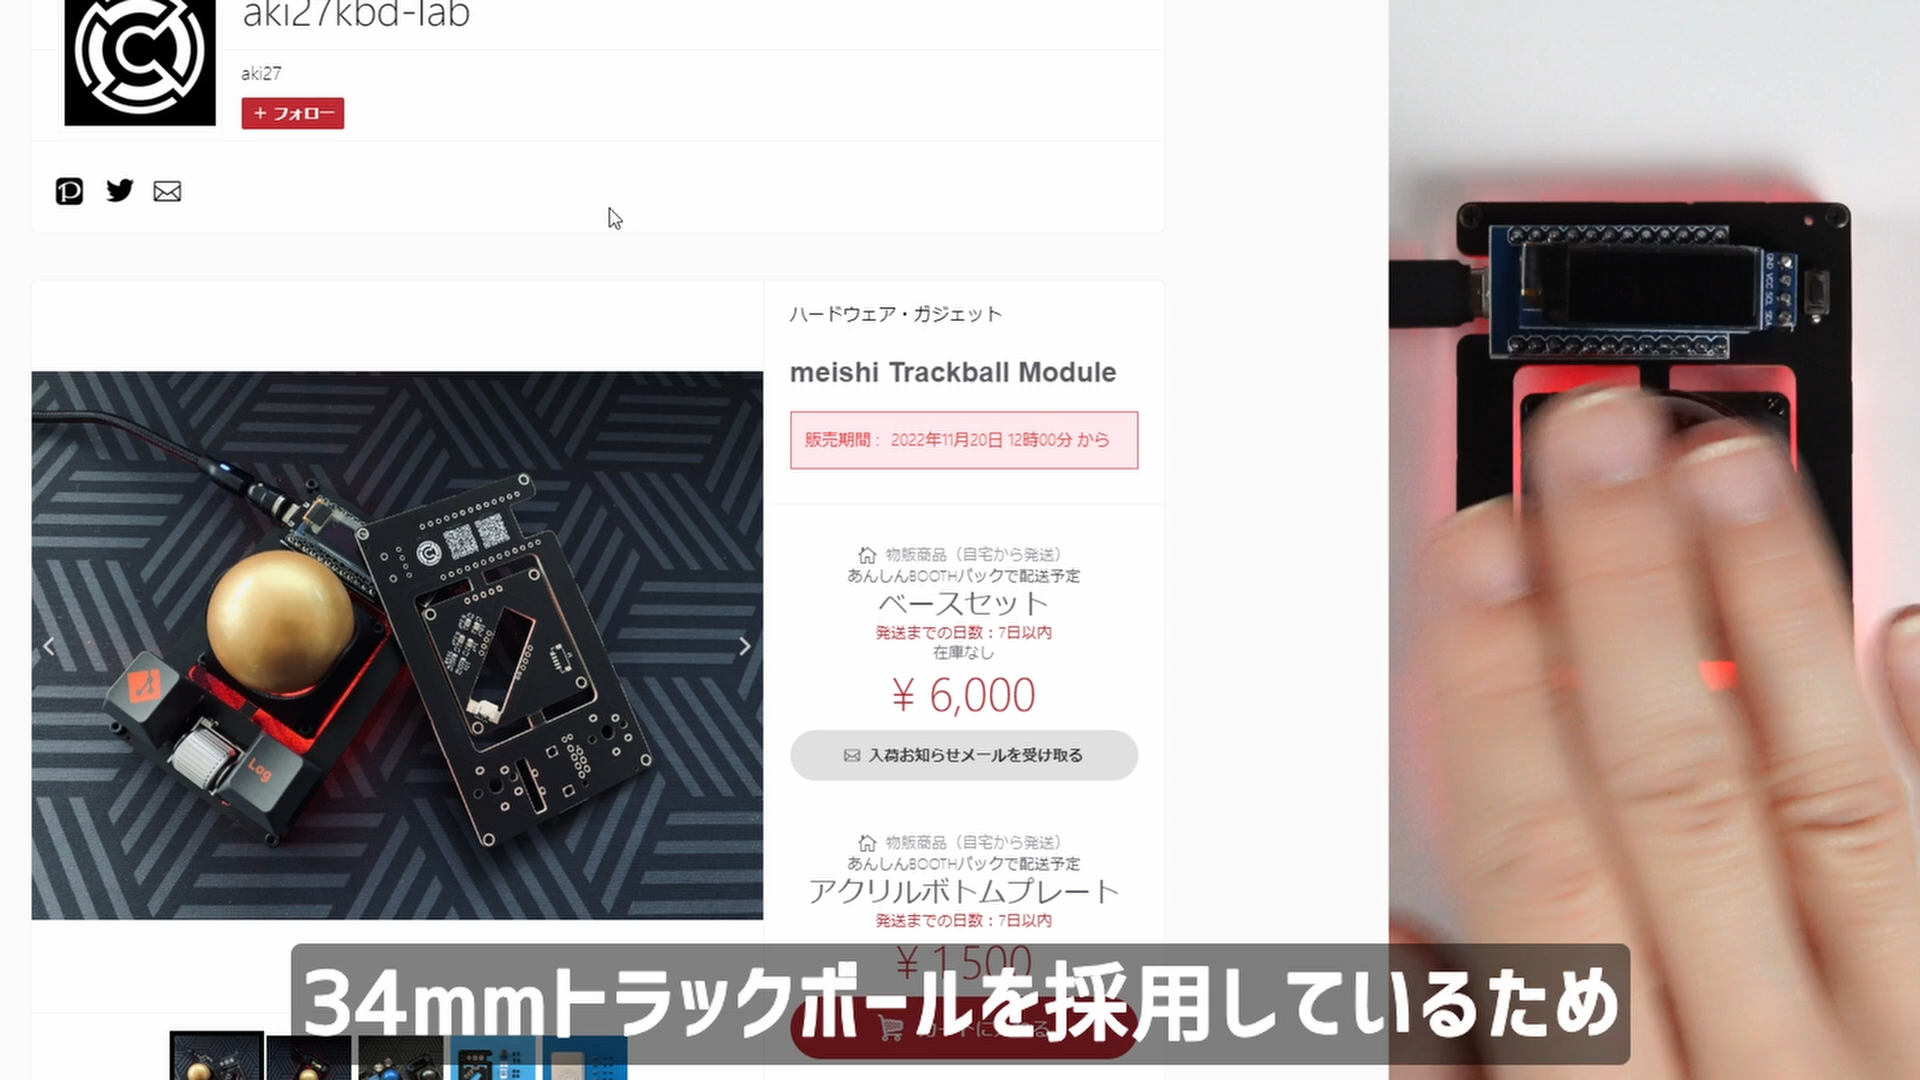 aki27kbd-lab
aki27
+ フォロー
ハードウェア・ガジェット
meishi Trackball Module
販売期間： 2022年11月20日 12時00分 から
物販商品（自宅から発送）
あんしんBOOTHパックで配送予定
ベースセット
発送までの日数：7日以内
在庫なし
¥ 6,000
入荷お知らせメールを受け取る
物販商品（自宅から発送）
あんしんBOOTHパックで配送予定
アクリルボトムプレート
発送までの日数：7日以内
¥ 1,500
Log
GND VCC SCL SDA
34mmトラックボールを採用しているため